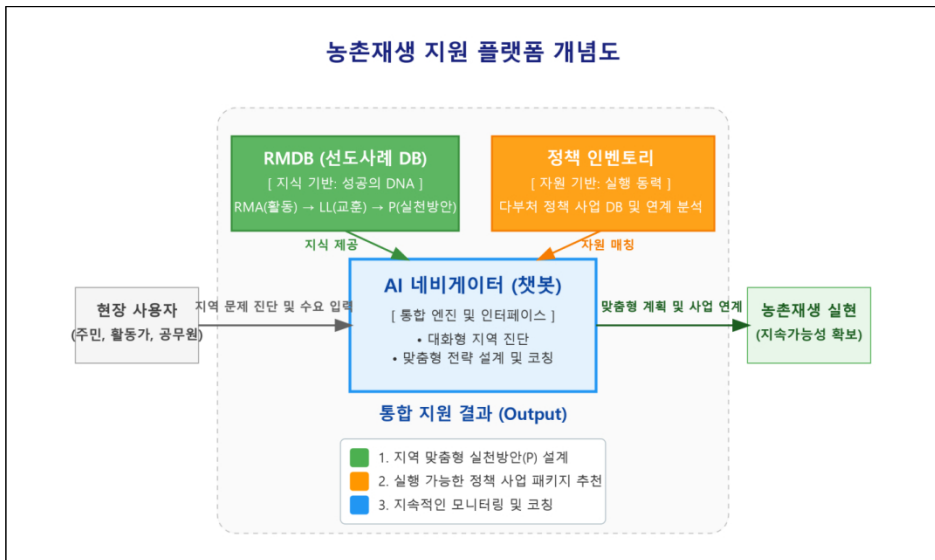 농촌재생 지원 플랫폼 개념도
RMDB (선도사례 DB)
[ 지식 기반: 성공의 DNA ]
RMA(활동) → LL(교훈) → P(실천방안)
정책 인벤토리
[ 자원 기반: 실행 동력 ]
다부처 정책 사업 DB 및 연계 분석
지식 제공
자원 매칭
현장 사용자
(주민, 활동가, 공무원)
지역 문제 진단 및 수요 입력
AI 네비게이터 (챗봇)
[ 통합 엔진 및 인터페이스 ]
• 대화형 지역 진단
• 맞춤형 전략 설계 및 코칭
맞춤형 계획 및 사업 연계
농촌재생 실현
(지속가능성 확보)
통합 지원 결과 (Output)
1. 지역 맞춤형 실천방안(P) 설계
2. 실행 가능한 정책 사업 패키지 추천
3. 지속적인 모니터링 및 코칭